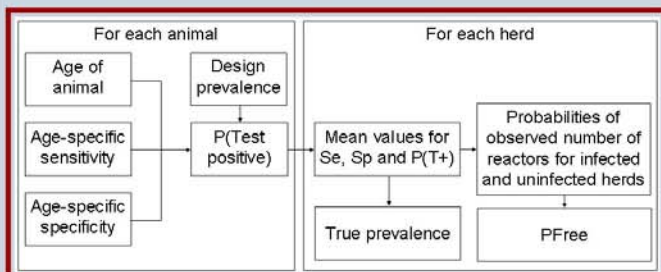 For each animal
Age of
animal
Design
prevalence
Age-specific
sensitivity
P(Test
positive)
Age-specific
specificity
For each herd
Mean values for
Se, Sp and P(T+)
Probabilities of
observed number of
reactors for infected
and uninfected herds
True prevalence
PFree